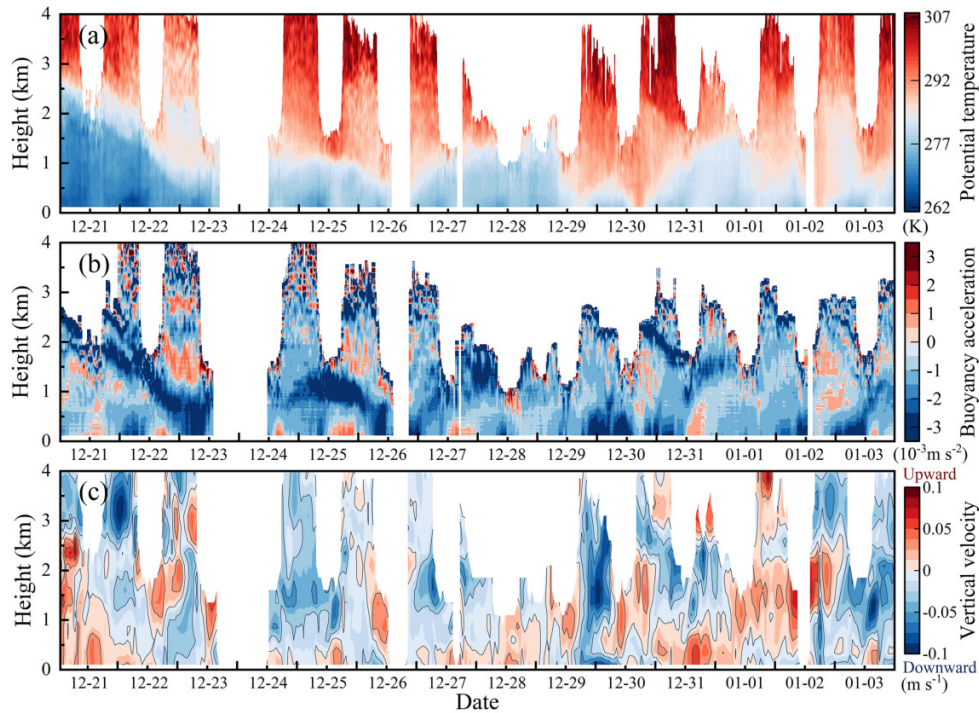 (a)
Height (km)
4
3
2
1
0
12-21 12-22 12-23 12-24 12-25 12-26 12-27 12-28 12-29 12-30 12-31 01-01 01-02 01-03
307
292
277
262
(K)
Potential temperature
(b)
Height (km)
4
3
2
1
0
12-21 12-22 12-23 12-24 12-25 12-26 12-27 12-28 12-29 12-30 12-31 01-01 01-02 01-03
3
2
1
0
-1
-2
-3
(10⁻³m s⁻²)
Buoyancy acceleration
(c)
Height (km)
4
3
2
1
0
12-21 12-22 12-23 12-24 12-25 12-26 12-27 12-28 12-29 12-30 12-31 01-01 01-02 01-03
Date
Upward
0.1
0.05
0
-0.05
-0.1
Downward
(m s⁻¹)
Vertical velocity